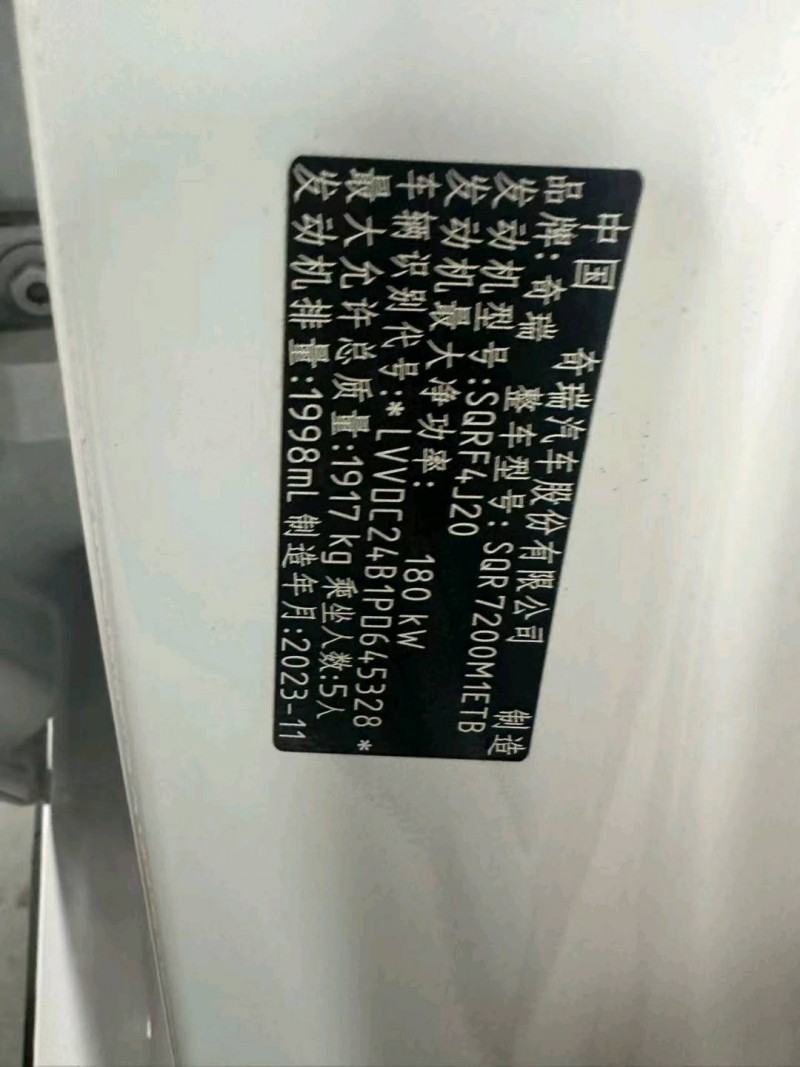 中国 奇瑞汽车股份有限公司 制造
品牌:奇瑞 整车型号:SQR7200M1ETB
发动机型号:SQRF4J20
发动机最大净功率: 180 kW
车辆识别代号:*LVVDC24B1PD645328*
最大允许总质量:1917kg 乘坐人数:5人
发动机排量:1998mL 制造年月:2023-11